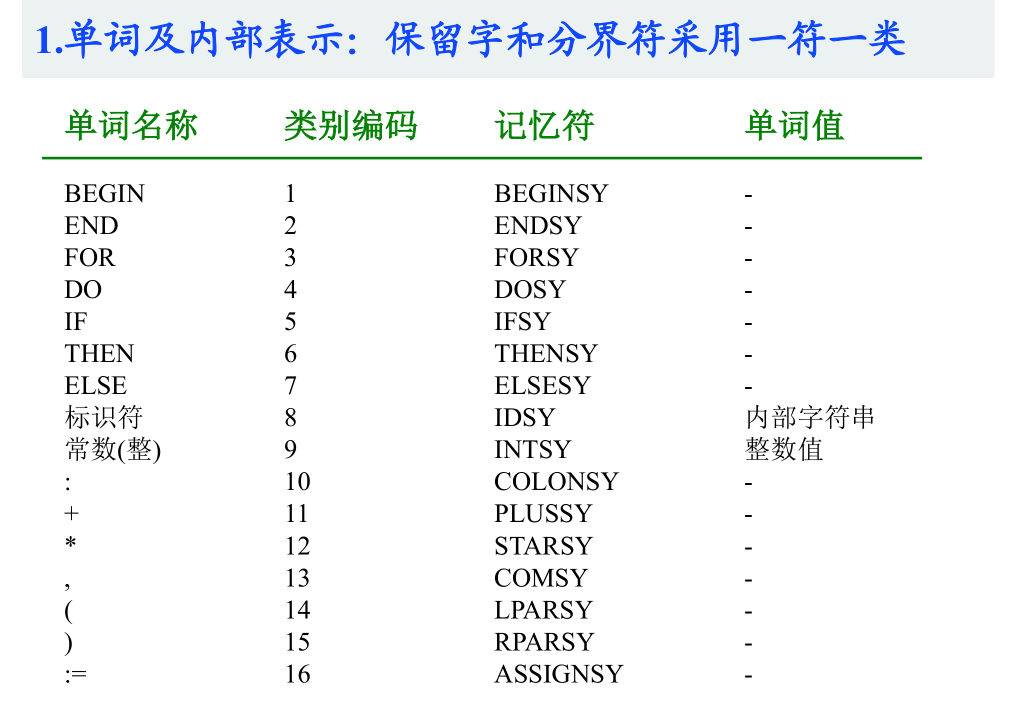 1.单词及内部表示：保留字和分界符采用一符一类
单词名称 类别编码 记忆符 单词值
BEGIN 1 BEGINSY -
END 2 ENDSY -
FOR 3 FORSY -
DO 4 DOSY -
IF 5 IFSY -
THEN 6 THENSY -
ELSE 7 ELSESY -
标识符 8 IDSY 内部字符串
常数(整) 9 INTSY 整数值
: 10 COLONSY -
+ 11 PLUSSY -
* 12 STARSY -
, 13 COMSY -
( 14 LPARSY -
) 15 RPARSY -
:= 16 ASSIGNSY -